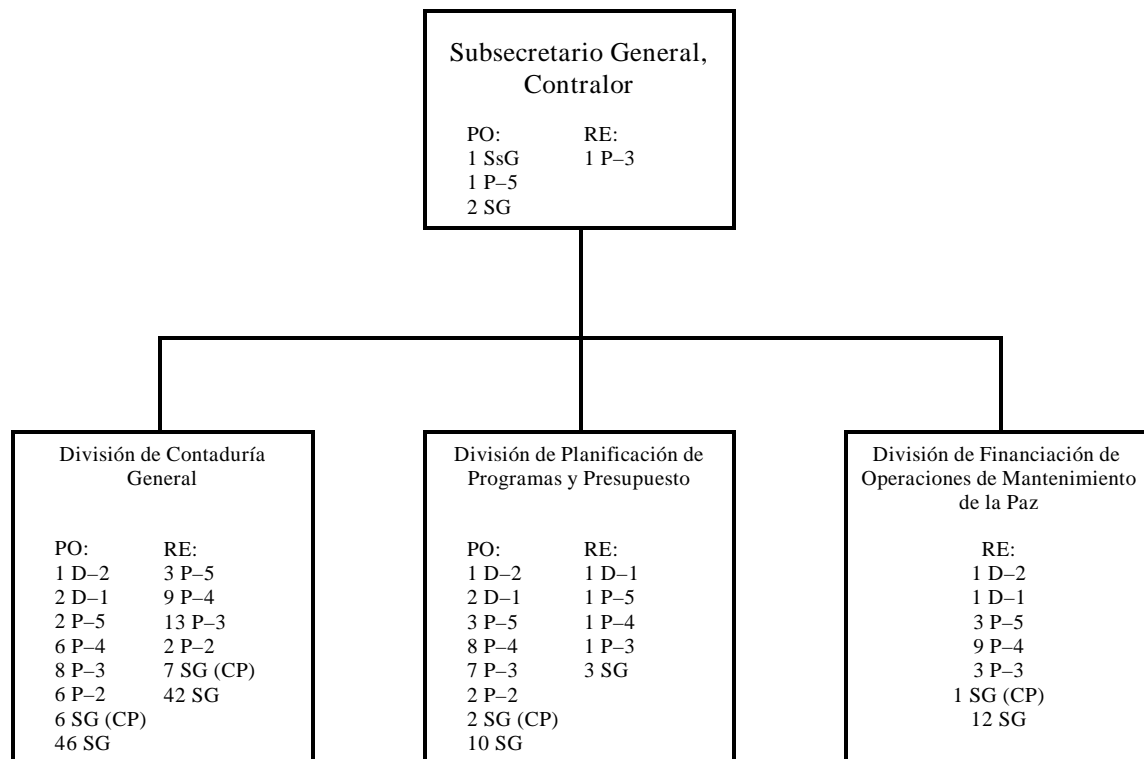 Subsecretario General,
Contralor
PO: RE:
1 SsG 1 P–3
1 P–5
2 SG
División de Contaduría
General
PO: RE:
1 D–2 3 P–5
2 D–1 9 P–4
2 P–5 13 P–3
6 P–4 2 P–2
8 P–3 7 SG (CP)
6 P–2 42 SG
6 SG (CP)
46 SG
División de Planificación de
Programas y Presupuesto
PO: RE:
1 D–2 1 D–1
2 D–1 1 P–5
3 P–5 1 P–4
8 P–4 1 P–3
7 P–3 3 SG
2 P–2
2 SG (CP)
10 SG
División de Financiación de
Operaciones de Mantenimiento
de la Paz
RE:
1 D–2
1 D–1
3 P–5
9 P–4
3 P–3
1 SG (CP)
12 SG